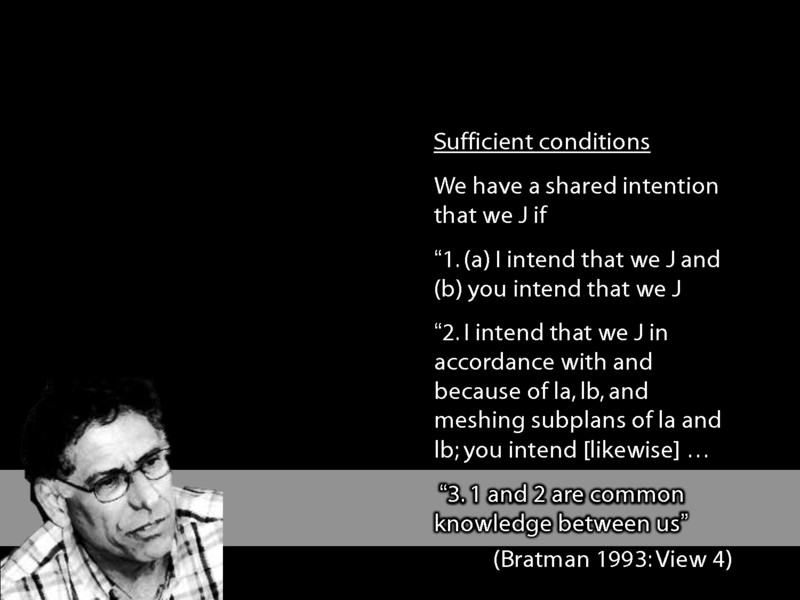 Sufficient conditions
We have a shared intention
that we J if
“1. (a) I intend that we J and
(b) you intend that we J
“2. I intend that we J in
accordance with and
because of la, lb, and
meshing subplans of la and
lb; you intend [likewise] …
“3. 1 and 2 are common
knowledge between us”
(Bratman 1993: View 4)